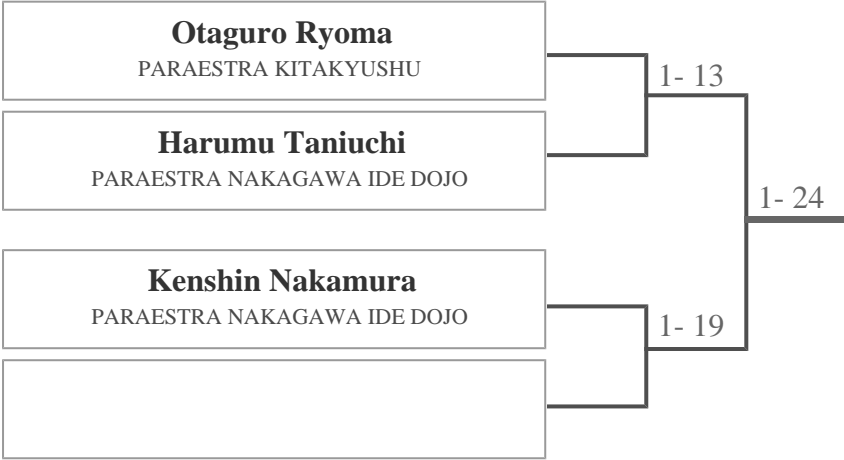 Otaguro Ryoma
PARAESTRA KITAKYUSHU
1- 13
Harumu Taniuchi
PARAESTRA NAKAGAWA IDE DOJO
1- 24
Kenshin Nakamura
PARAESTRA NAKAGAWA IDE DOJO
1- 19